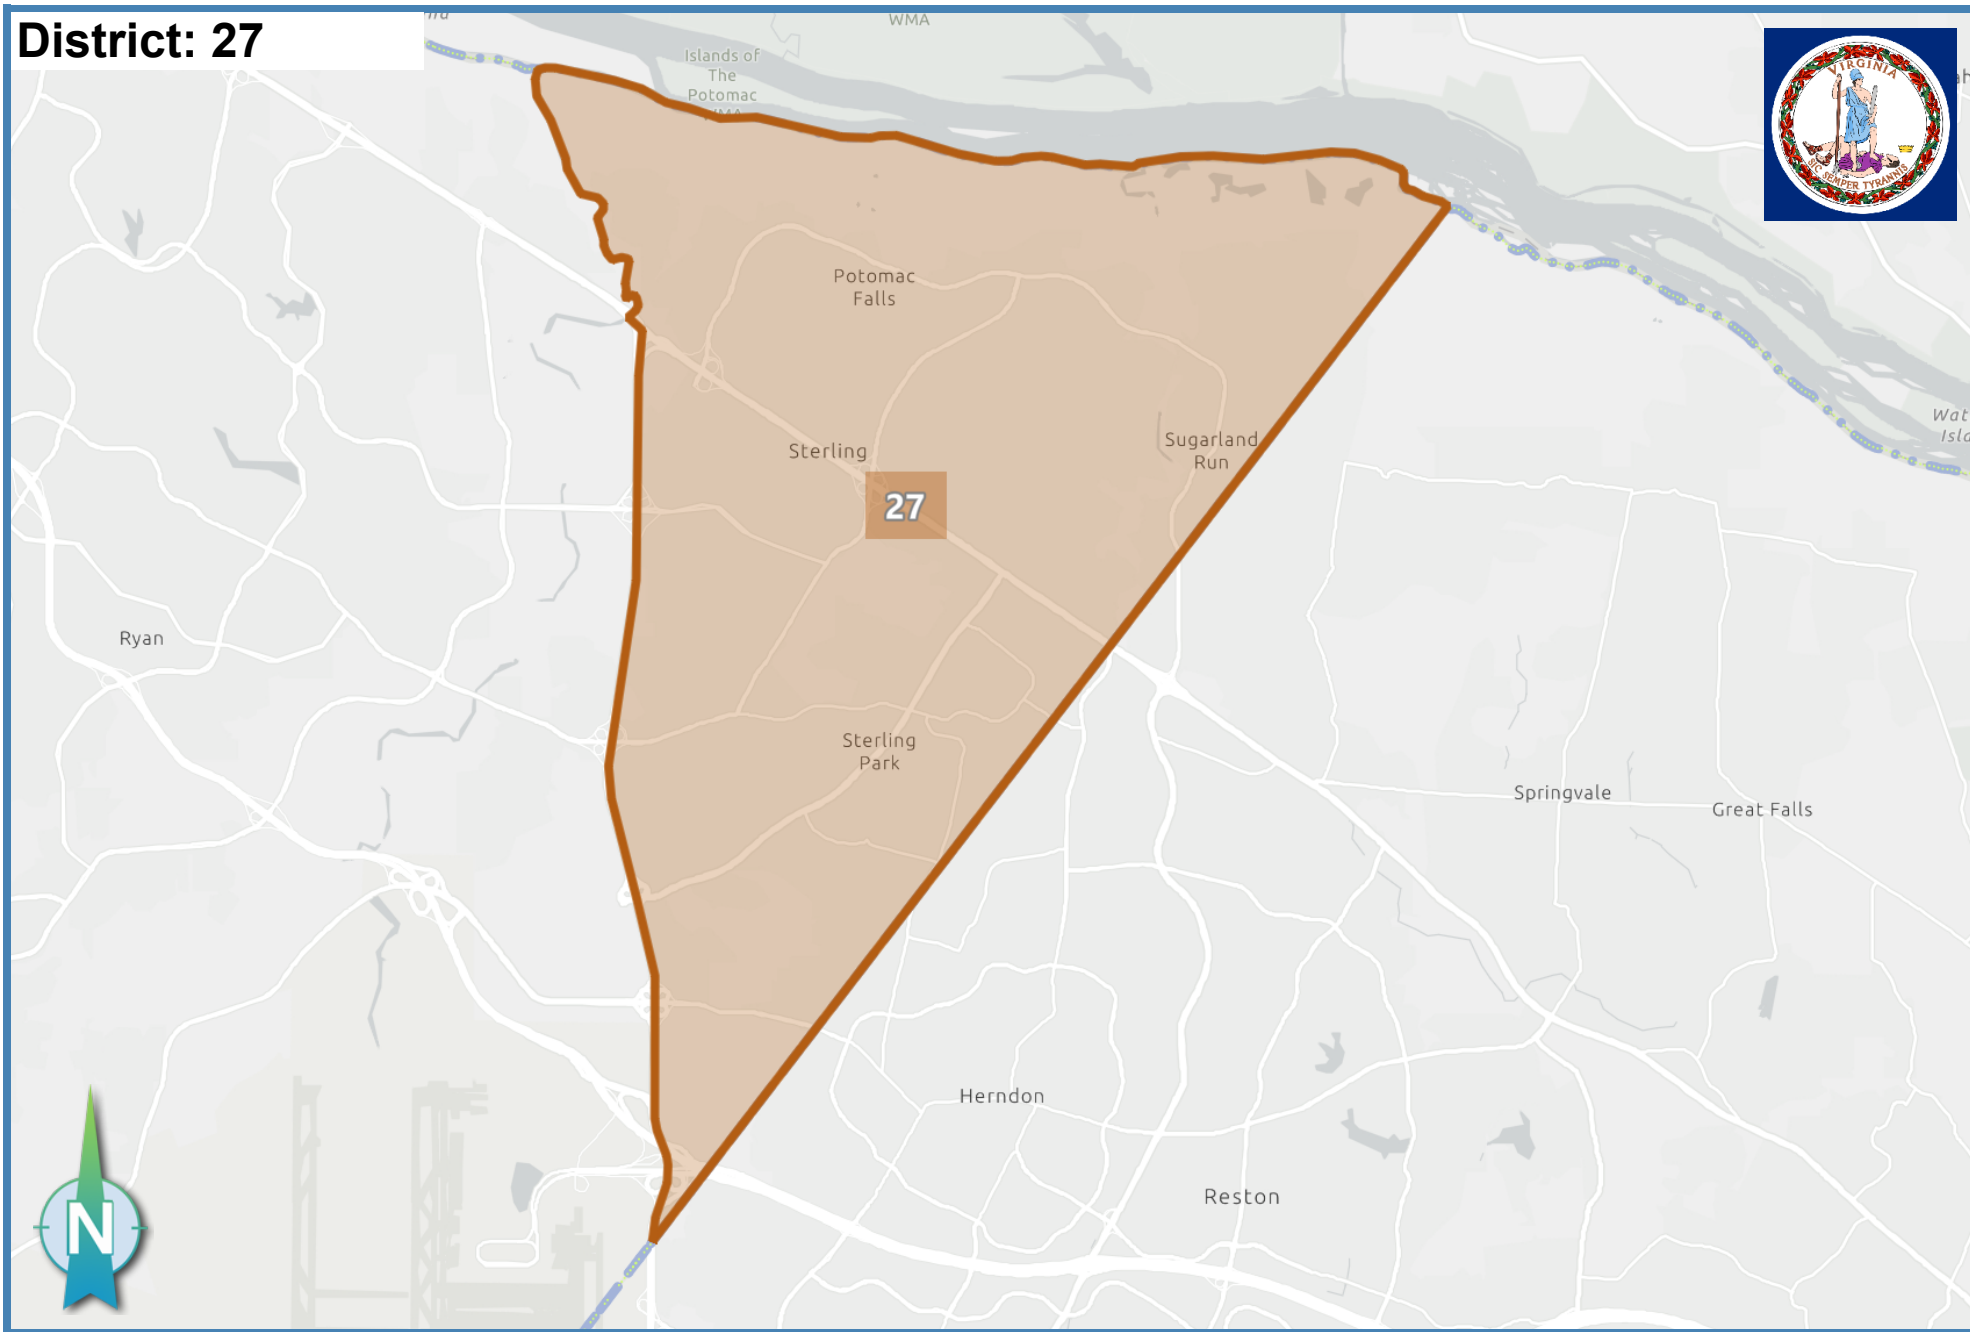 District: 27
WMA
Islands of
The
Potomac
WMA
VIRGINIA
SIC SEMPER TYRANNIS
Potomac
Falls
Sterling
Sugarland
Run
27
Ryan
Sterling
Park
Springvale
Great Falls
Herndon
Reston
N